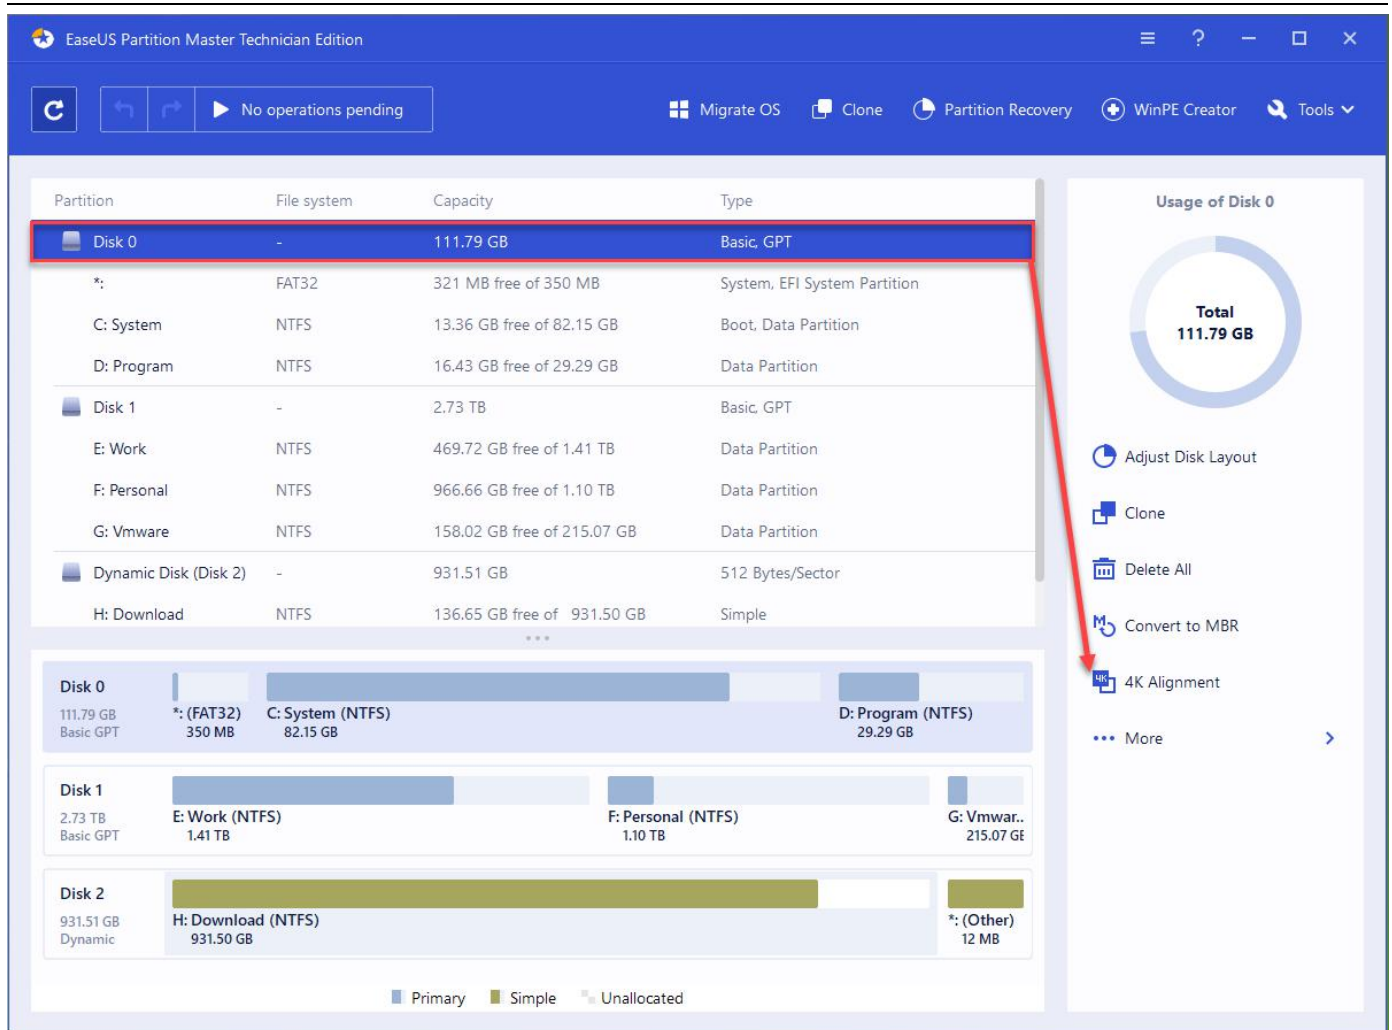 EaseUS Partition Master Technician Edition
No operations pending
Migrate OS
Clone
Partition Recovery
WinPE Creator
Tools
Partition File system Capacity Type
Disk 0 - 111.79 GB Basic, GPT
*: FAT32 321 MB free of 350 MB System, EFI System Partition
C: System NTFS 13.36 GB free of 82.15 GB Boot, Data Partition
D: Program NTFS 16.43 GB free of 29.29 GB Data Partition
Disk 1 - 2.73 TB Basic, GPT
E: Work NTFS 469.72 GB free of 1.41 TB Data Partition
F: Personal NTFS 966.66 GB free of 1.10 TB Data Partition
G: Vmware NTFS 158.02 GB free of 215.07 GB Data Partition
Dynamic Disk (Disk 2) - 931.51 GB 512 Bytes/Sector
H: Download NTFS 136.65 GB free of 931.50 GB Simple
Usage of Disk 0
Total
111.79 GB
Adjust Disk Layout
Clone
Delete All
Convert to MBR
4K 4K Alignment
More
Disk 0
111.79 GB
Basic GPT
*: (FAT32)
350 MB
C: System (NTFS)
82.15 GB
D: Program (NTFS)
29.29 GB
Disk 1
2.73 TB
Basic GPT
E: Work (NTFS)
1.41 TB
F: Personal (NTFS)
1.10 TB
G: Vmwar..
215.07 GB
Disk 2
931.51 GB
Dynamic
H: Download (NTFS)
931.50 GB
*: (Other)
12 MB
Primary Simple Unallocated